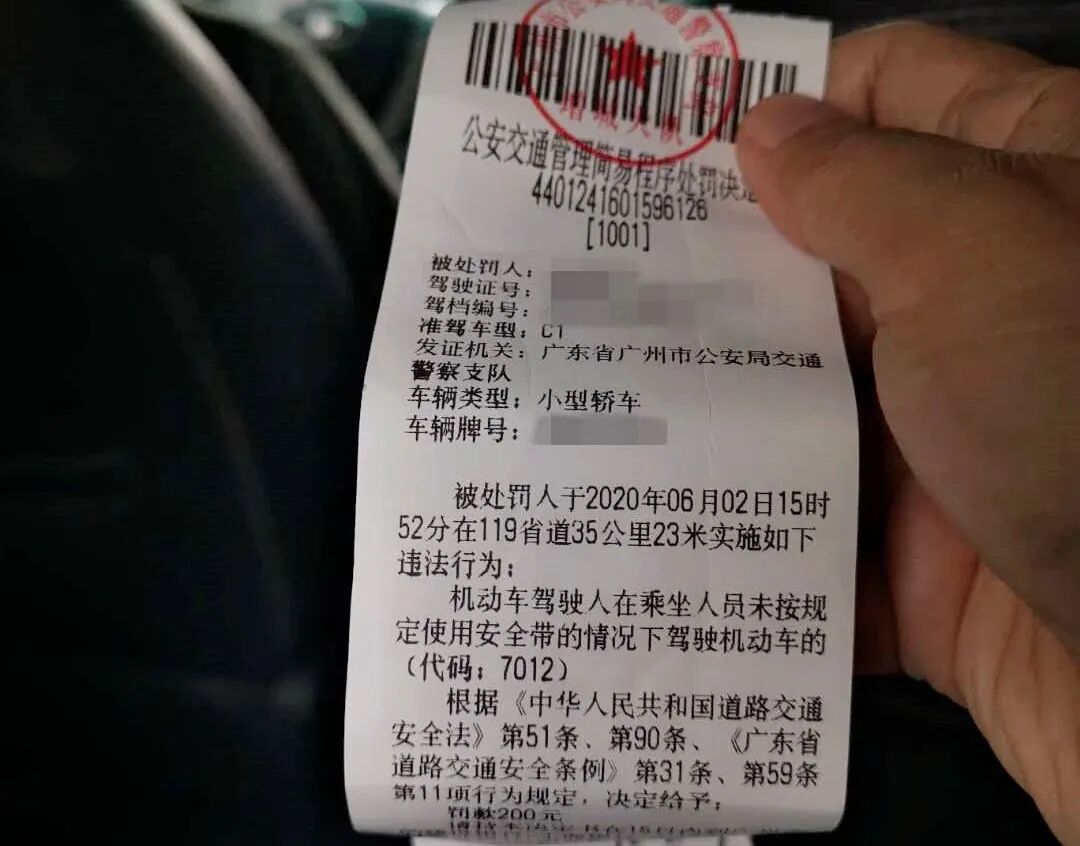 增城大队
公安交通管理简易程序处罚决
4401241601596126
[1001]
被处罚人：
驾驶证号：
驾档编号：
准驾车型：C1
发证机关：广东省广州市公安局交通
警察支队
车辆类型：小型轿车
车辆牌号：
被处罚人于2020年06月02日15时
52分在119省道35公里23米实施如下
违法行为：
机动车驾驶人在乘坐人员未按规
定使用安全带的情况下驾驶机动车的
（代码：7012）
根据《中华人民共和国道路交通
安全法》第51条、第90条、《广东省
道路交通安全条例》第31条、第59条
第11项行为规定，决定给予：
罚款200元